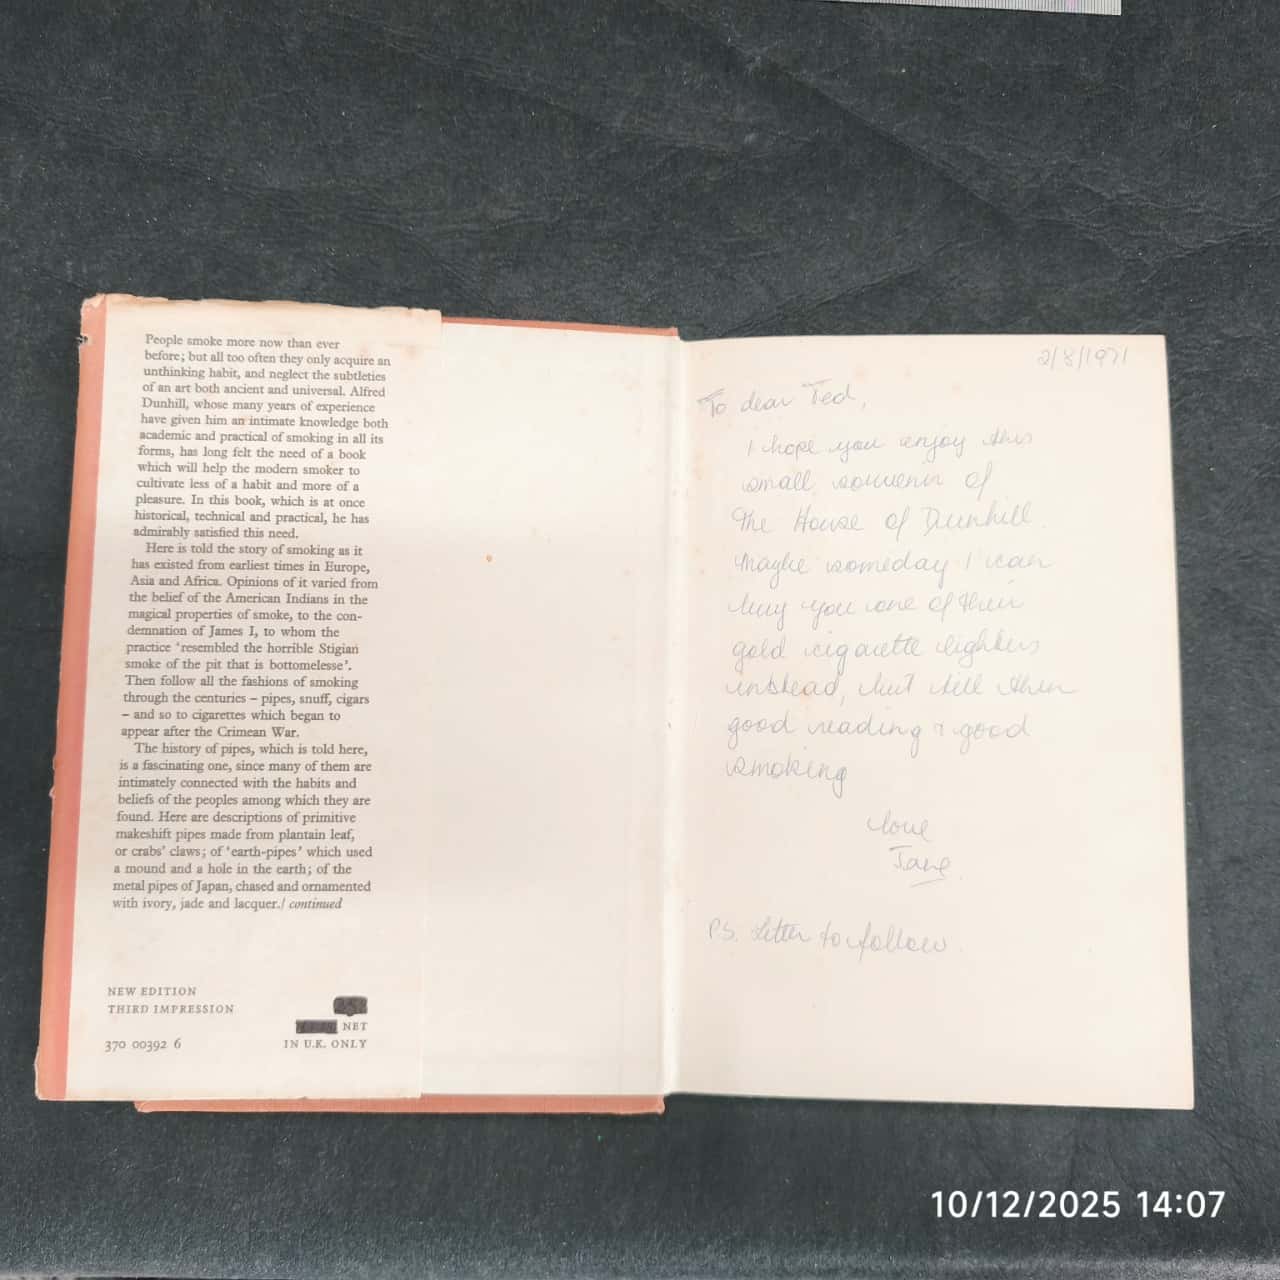 People smoke more now than ever
before; but all too often they only acquire an
unthinking habit, and neglect the subtleties
of an art both ancient and universal. Alfred
Dunhill, whose many years of experience
have given him an intimate knowledge both
academic and practical of smoking in all its
forms, has long felt the need of a book
which will help the modern smoker to
cultivate less of a habit and more of a
pleasure. In this book, which is at once
historical, technical and practical, he has
admirably satisfied this need.
Here is told the story of smoking as it
has existed from earliest times in Europe,
Asia and Africa. Opinions of it varied from
the belief of the American Indians in the
magical properties of smoke, to the con-
demnation of James I, to whom the
practice ‘resembled the horrible Stigian
smoke of the pit that is bottomelesse’.
Then follow all the fashions of smoking
through the centuries – pipes, snuff, cigars
– and so to cigarettes which began to
appear after the Crimean War.
The history of pipes, which is told here,
is a fascinating one, since many of them are
intimately connected with the habits and
beliefs of the peoples among which they are
found. Here are descriptions of primitive
makeshift pipes made from plantain leaf,
or crabs’ claws; of ‘earth-pipes’ which used
a mound and a hole in the earth; of the
metal pipes of Japan, chased and ornamented
with ivory, jade and lacquer./ continued
NEW EDITION
THIRD IMPRESSION
NET
370 00392 6
IN U.K. ONLY
2/8/1971
To dear Ted,
I hope you enjoy this
small souvenir of
The House of Dunhill.
Maybe someday I can
buy you one of their
gold cigarette lighters
instead, but till then
good reading & good
smoking
love
Jane.
P.S. Letter to follow.
10/12/2025 14:07